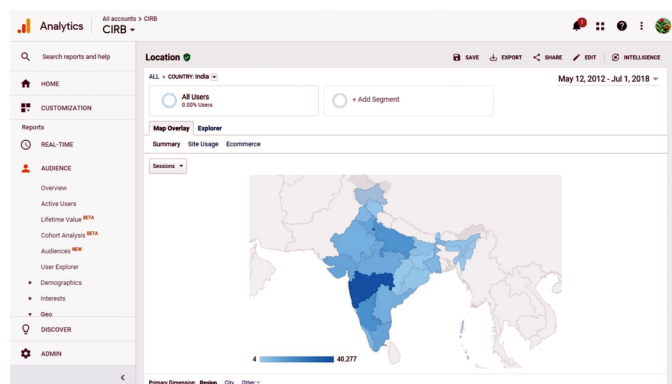 All accounts > CIRB
Analytics CIRB
1
Search reports and help
HOME
CUSTOMIZATION
Reports
REAL-TIME
AUDIENCE
Overview
Active Users
Lifetime Value BETA
Cohort Analysis BETA
Audiences NEW
User Explorer
Demographics
Interests
Geo
DISCOVER
ADMIN
Location
SAVE EXPORT SHARE EDIT INTELLIGENCE
ALL » COUNTRY: India
May 12, 2012 - Jul 1, 2018
All Users
0.00% Users
+ Add Segment
Map Overlay Explorer
Summary Site Usage Ecommerce
Sessions
4 40,277
Primary Dimension: Region City Other